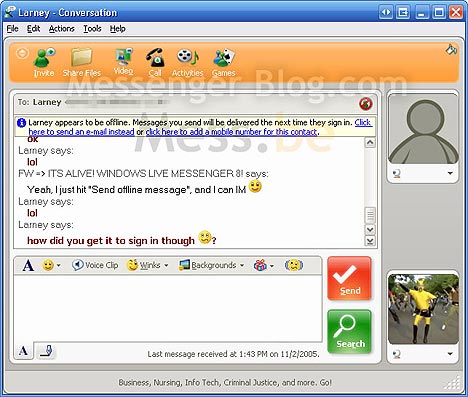 Larney - Conversation
File Edit Actions Tools Help
Invite Share Files Video Call Activities Games
Messenger Blog.com
Mess.be
To: Larney
Larney appears to be offline. Messages you send will be delivered the next time they sign in. Click
here to send an e-mail instead or click here to add a mobile number for this contact.
ok
Larney says:
lol
FW => ITS ALIVE! WINDOWS LIVE MESSENGER 8! says:
Yeah, I just hit "Send offline message", and I can IM
Larney says:
lol
Larney says:
how did you get it to sign in though ?
A Voice Clip Winks Backgrounds
Send
Search
A
Last message received at 1:43 PM on 11/2/2005.
Business, Nursing, Info Tech, Criminal Justice, and more. Go!